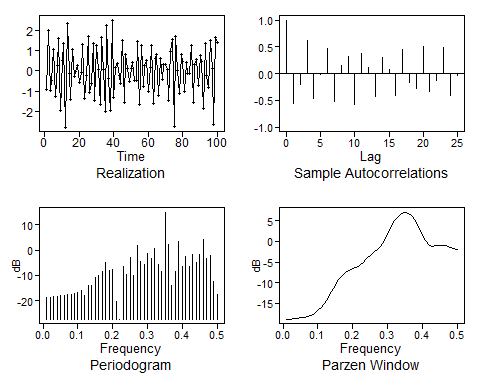 2
1
0
-1
-2
0 20 40 60 80 100
Time
Realization
1.0
0.5
0.0
-0.5
-1.0
0 5 10 15 20 25
Lag
Sample Autocorrelations
10
0
-10
-20
dB
0.0 0.1 0.2 0.3 0.4 0.5
Frequency
Periodogram
5
0
-5
-10
-15
dB
0.0 0.1 0.2 0.3 0.4 0.5
Frequency
Parzen Window